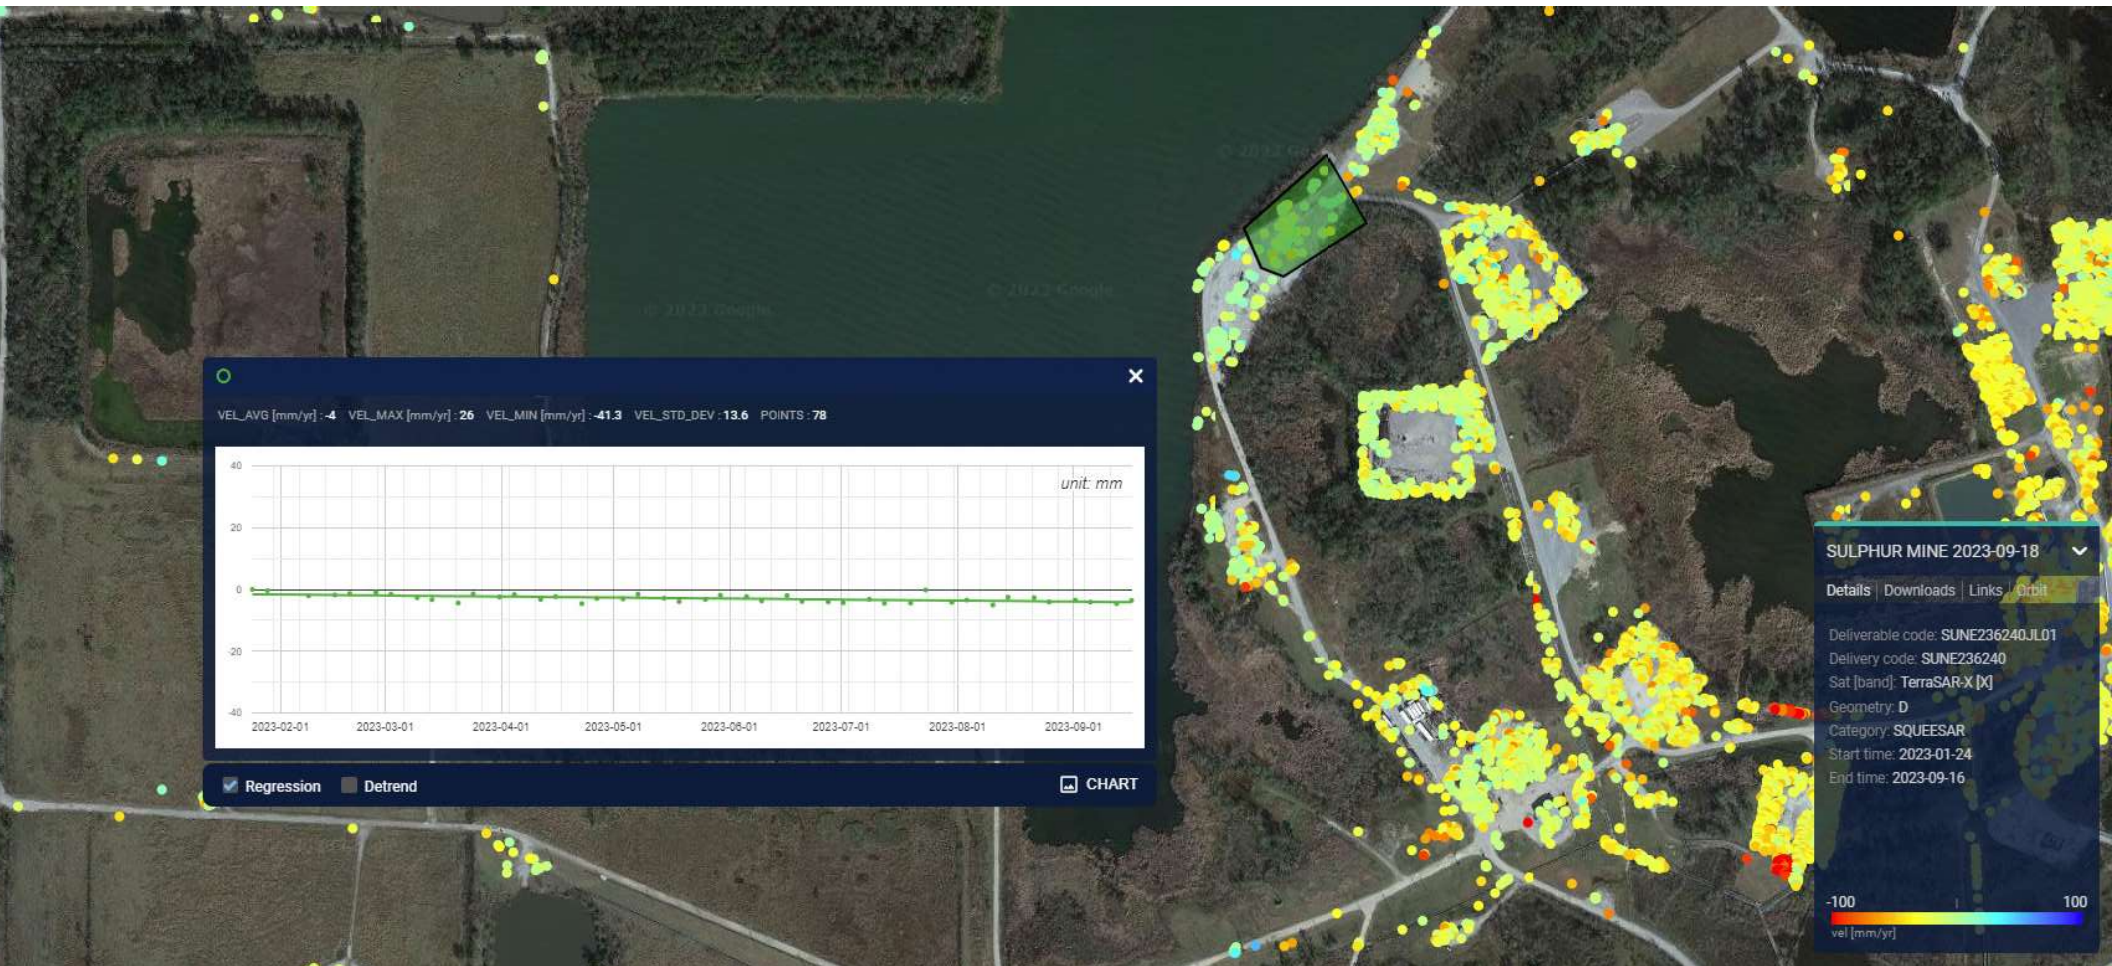 © 2023 Google
© 2023 Google
VEL_AVG [mm/yr] : -4 VEL_MAX [mm/yr] : 26 VEL_MIN [mm/yr] : -41.3 VEL_STD_DEV : 13.6 POINTS : 78
unit: mm
40
20
0
-20
-40
2023-02-01 2023-03-01 2023-04-01 2023-05-01 2023-06-01 2023-07-01 2023-08-01 2023-09-01
Regression Detrend CHART
SULPHUR MINE 2023-09-18
Details | Downloads | Links | Orbit
Deliverable code: SUNE236240JL01
Delivery code: SUNE236240
Sat [band]: TerraSAR-X [X]
Geometry: D
Category: SQUEESAR
Start time: 2023-01-24
End time: 2023-09-16
-100 100
vel [mm/yr]